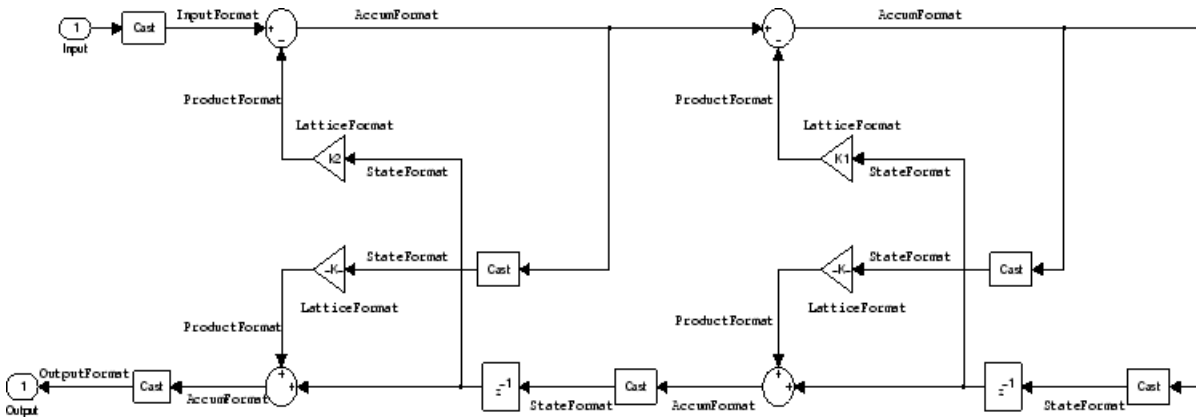 1
Input
Cast
InputFormat
+
−
AccumFormat
+
−
AccumFormat
ProductFormat
ProductFormat
LatticeFormat
LatticeFormat
k2
K1
StateFormat
StateFormat
-K-
StateFormat
Cast
-K-
StateFormat
Cast
LatticeFormat
LatticeFormat
ProductFormat
ProductFormat
1
Output
OutputFormat
Cast
AccumFormat
+
+
z-1
StateFormat
Cast
AccumFormat
+
+
z-1
StateFormat
Cast